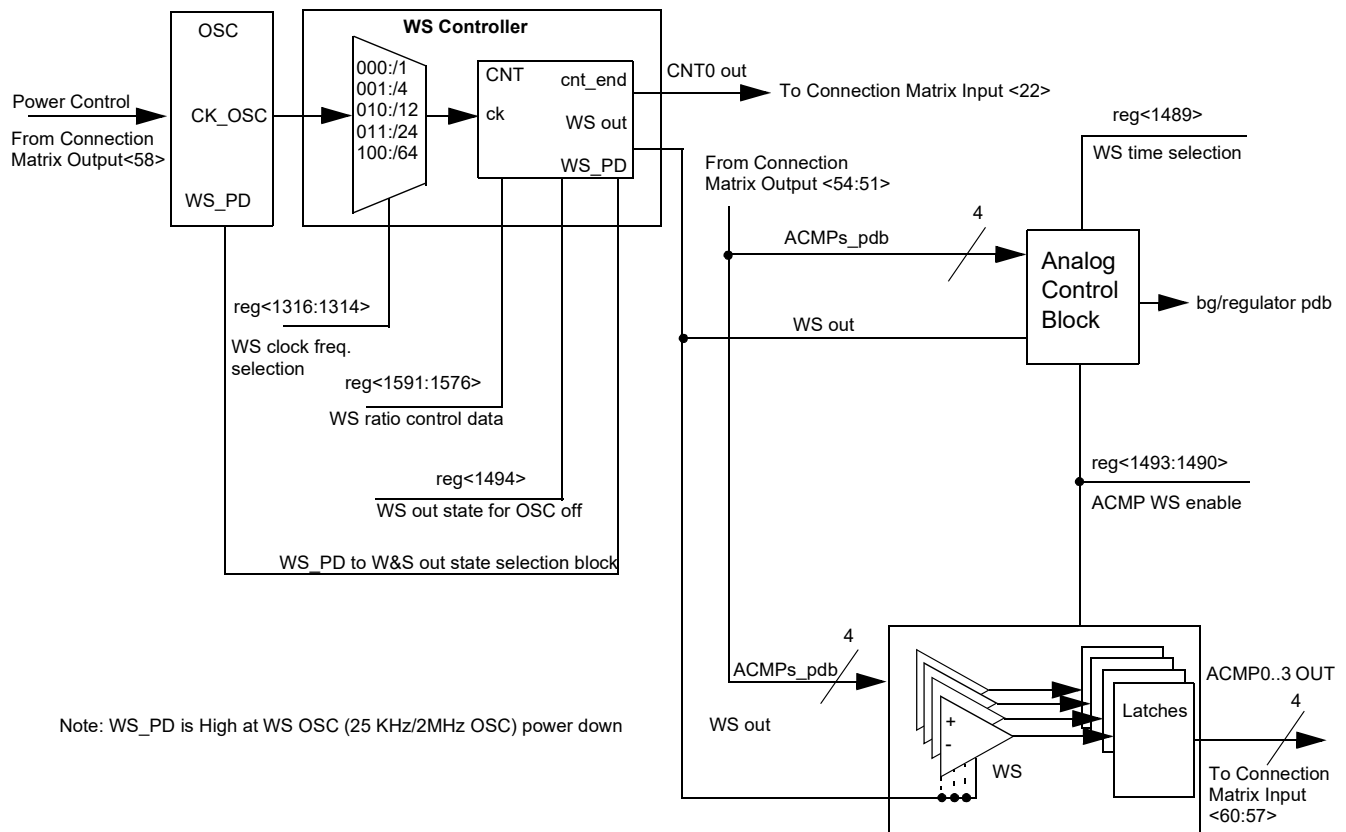 OSC
CK_OSC
WS_PD
Power Control
From Connection
Matrix Output<58>
WS Controller
000:/1
001:/4
010:/12
011:/24
100:/64
CNT
cnt_end
ck
WS out
WS_PD
CNT0 out
To Connection Matrix Input <22>
reg<1489>
WS time selection
From Connection
Matrix Output <54:51>
4
ACMPs_pdb
Analog
Control
Block
bg/regulator pdb
WS out
reg<1316:1314>
WS clock freq.
selection
reg<1591:1576>
WS ratio control data
reg<1494>
WS out state for OSC off
WS_PD to W&S out state selection block
reg<1493:1490>
ACMP WS enable
4
ACMPs_pdb
WS out
+
-
WS
Latches
ACMP0..3 OUT
4
To Connection
Matrix Input
<60:57>
Note: WS_PD is High at WS OSC (25 KHz/2MHz OSC) power down